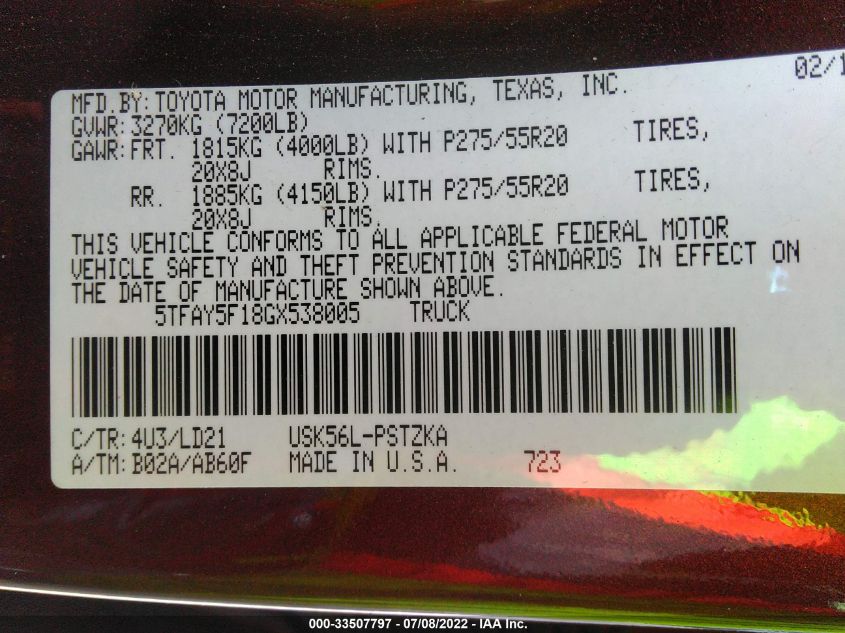 02/1
MFD.BY:TOYOTA MOTOR MANUFACTURING, TEXAS, INC.
GVWR:3270KG (7200LB)
GAWR:FRT. 1815KG (4000LB) WITH P275/55R20 TIRES,
20X8J RIMS.
RR. 1885KG (4150LB) WITH P275/55R20 TIRES,
20X8J RIMS.
THIS VEHICLE CONFORMS TO ALL APPLICABLE FEDERAL MOTOR
VEHICLE SAFETY AND THEFT PREVENTION STANDARDS IN EFFECT ON
THE DATE OF MANUFACTURE SHOWN ABOVE.
5TFAY5F18GX538005 TRUCK
C/TR:4U3/LD21 USK56L-PSTZKA
A/TM:B02A/AB60F MADE IN U.S.A. 723
000-33507797 - 07/08/2022 - IAA Inc.